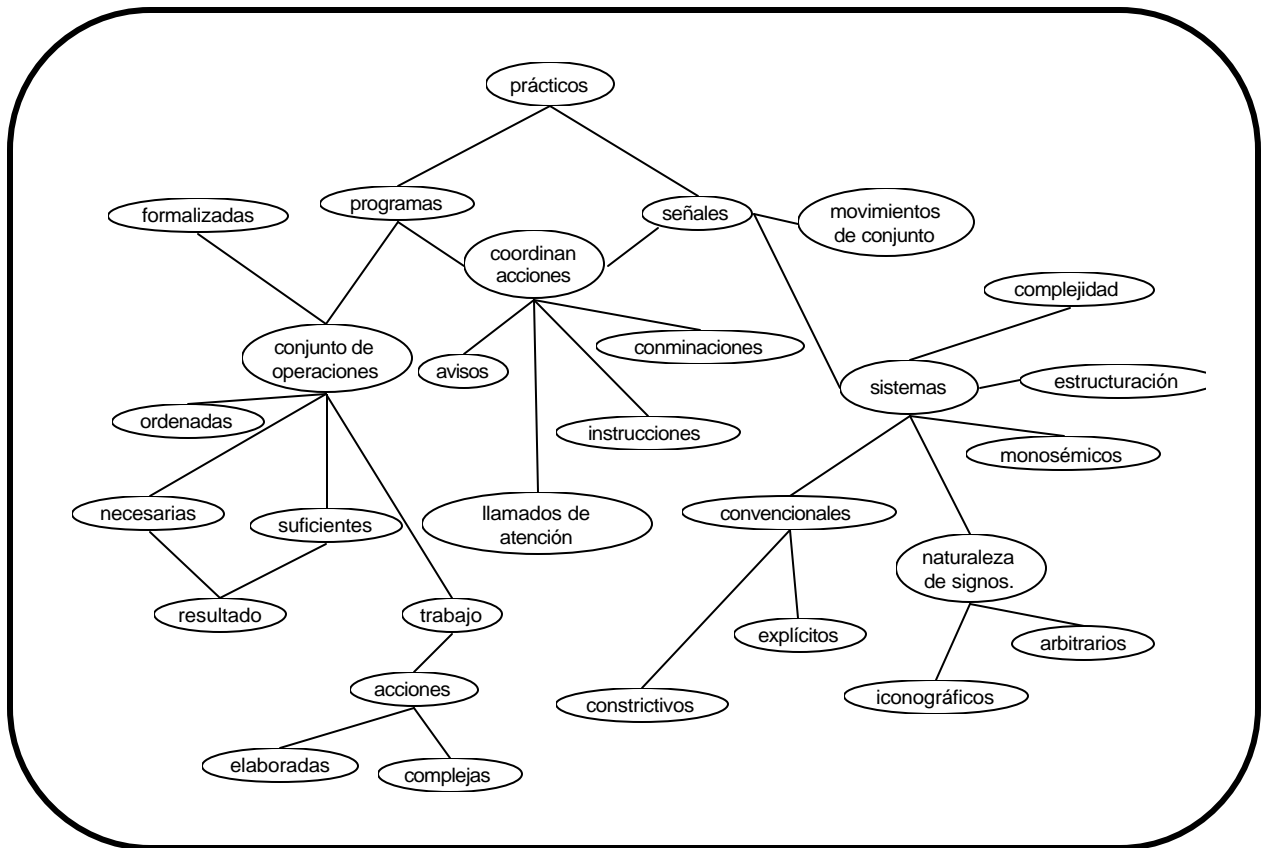 prácticos
programas
señales
movimientos
de conjunto
formalizadas
coordinan
acciones
complejidad
conjunto de
operaciones
avisos
conminaciones
sistemas
estructuración
ordenadas
instrucciones
monosémicos
necesarias
suficientes
llamados de
atención
convencionales
naturaleza
de signos.
resultado
trabajo
explícitos
arbitrarios
acciones
constrictivos
iconográficos
elaboradas
complejas